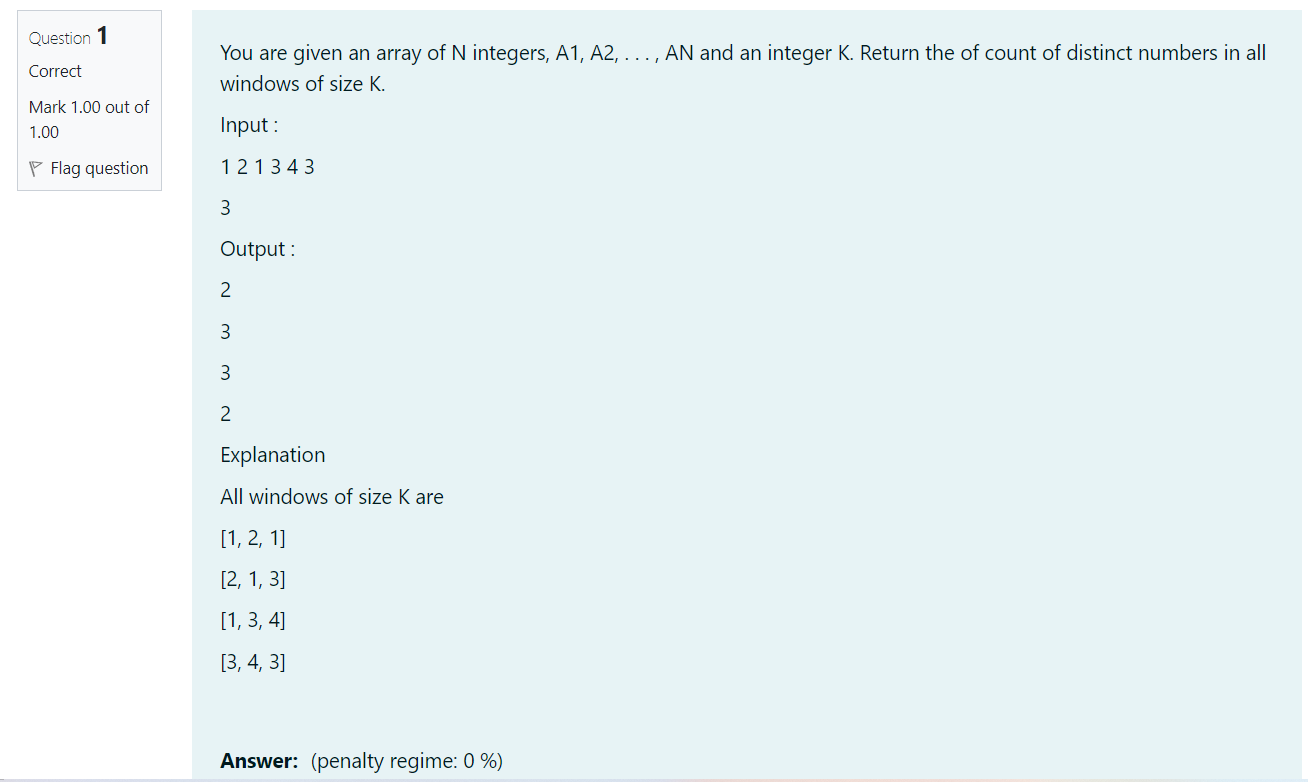 Question 1
Correct
Mark 1.00 out of
1.00
Flag question
You are given an array of N integers, A1, A2, . . . , AN and an integer K. Return the of count of distinct numbers in all
windows of size K.
Input :
1 2 1 3 4 3
3
Output :
2
3
3
2
Explanation
All windows of size K are
[1, 2, 1]
[2, 1, 3]
[1, 3, 4]
[3, 4, 3]
Answer: (penalty regime: 0 %)